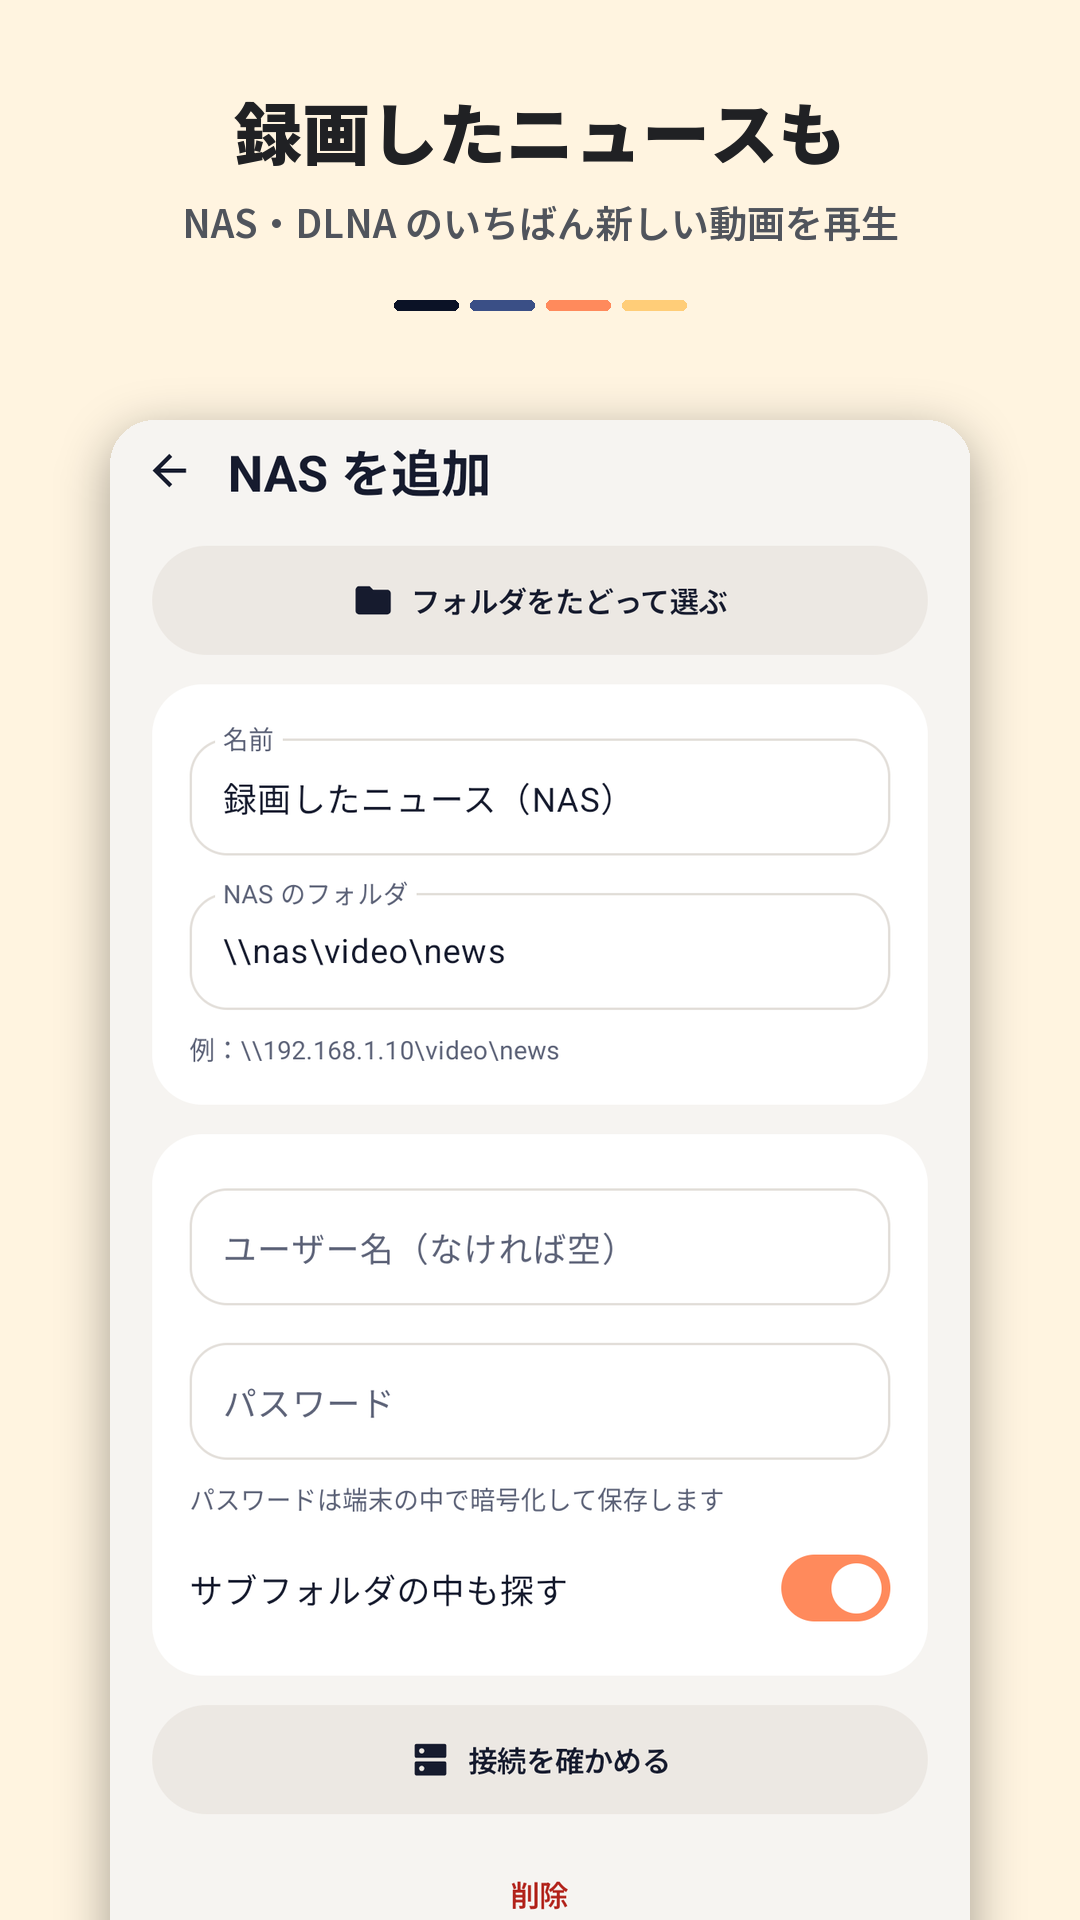 録画したニュースも
NAS・DLNA のいちばん新しい動画を再生
NAS を追加
フォルダをたどって選ぶ
名前
録画したニュース（NAS）
NAS のフォルダ
\\nas\video\news
例：\\192.168.1.10\video\news
ユーザー名（なければ空）
パスワード
パスワードは端末の中で暗号化して保存します
サブフォルダの中も探す
接続を確かめる
削除